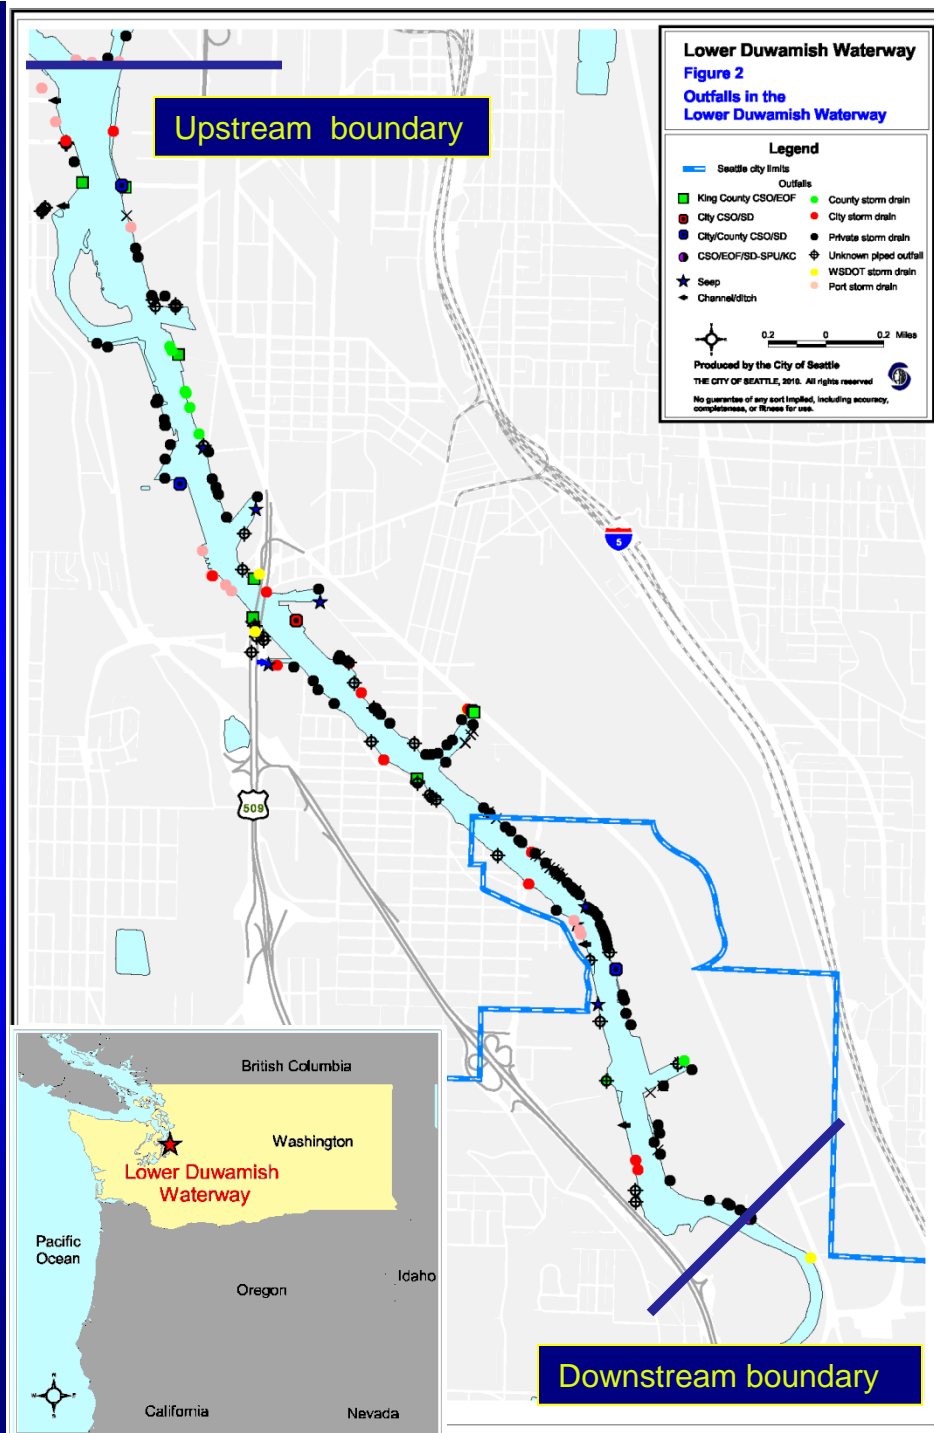 Lower Duwamish Waterway
Figure 2
Outfalls in the
Lower Duwamish Waterway
Upstream boundary
Legend
Seattle city limits
Outfalls
King County CSO/EOF
City CSO/SD
City/County CSO/SD
CSO/EOF/SD-SPU/KC
Seep
Channel/ditch
County storm drain
City storm drain
Private storm drain
Unknown piped outfall
WSDOT storm drain
Port storm drain
0.2 0 0.2 Miles
Produced by the City of Seattle
THE CITY OF SEATTLE, 2010. All rights reserved
No guarantee of any sort implied, including accuracy,
completeness, or fitness for use.
5
509
British Columbia
Washington
Lower Duwamish
Waterway
Pacific
Ocean
Idaho
Oregon
California
Nevada
Downstream boundary